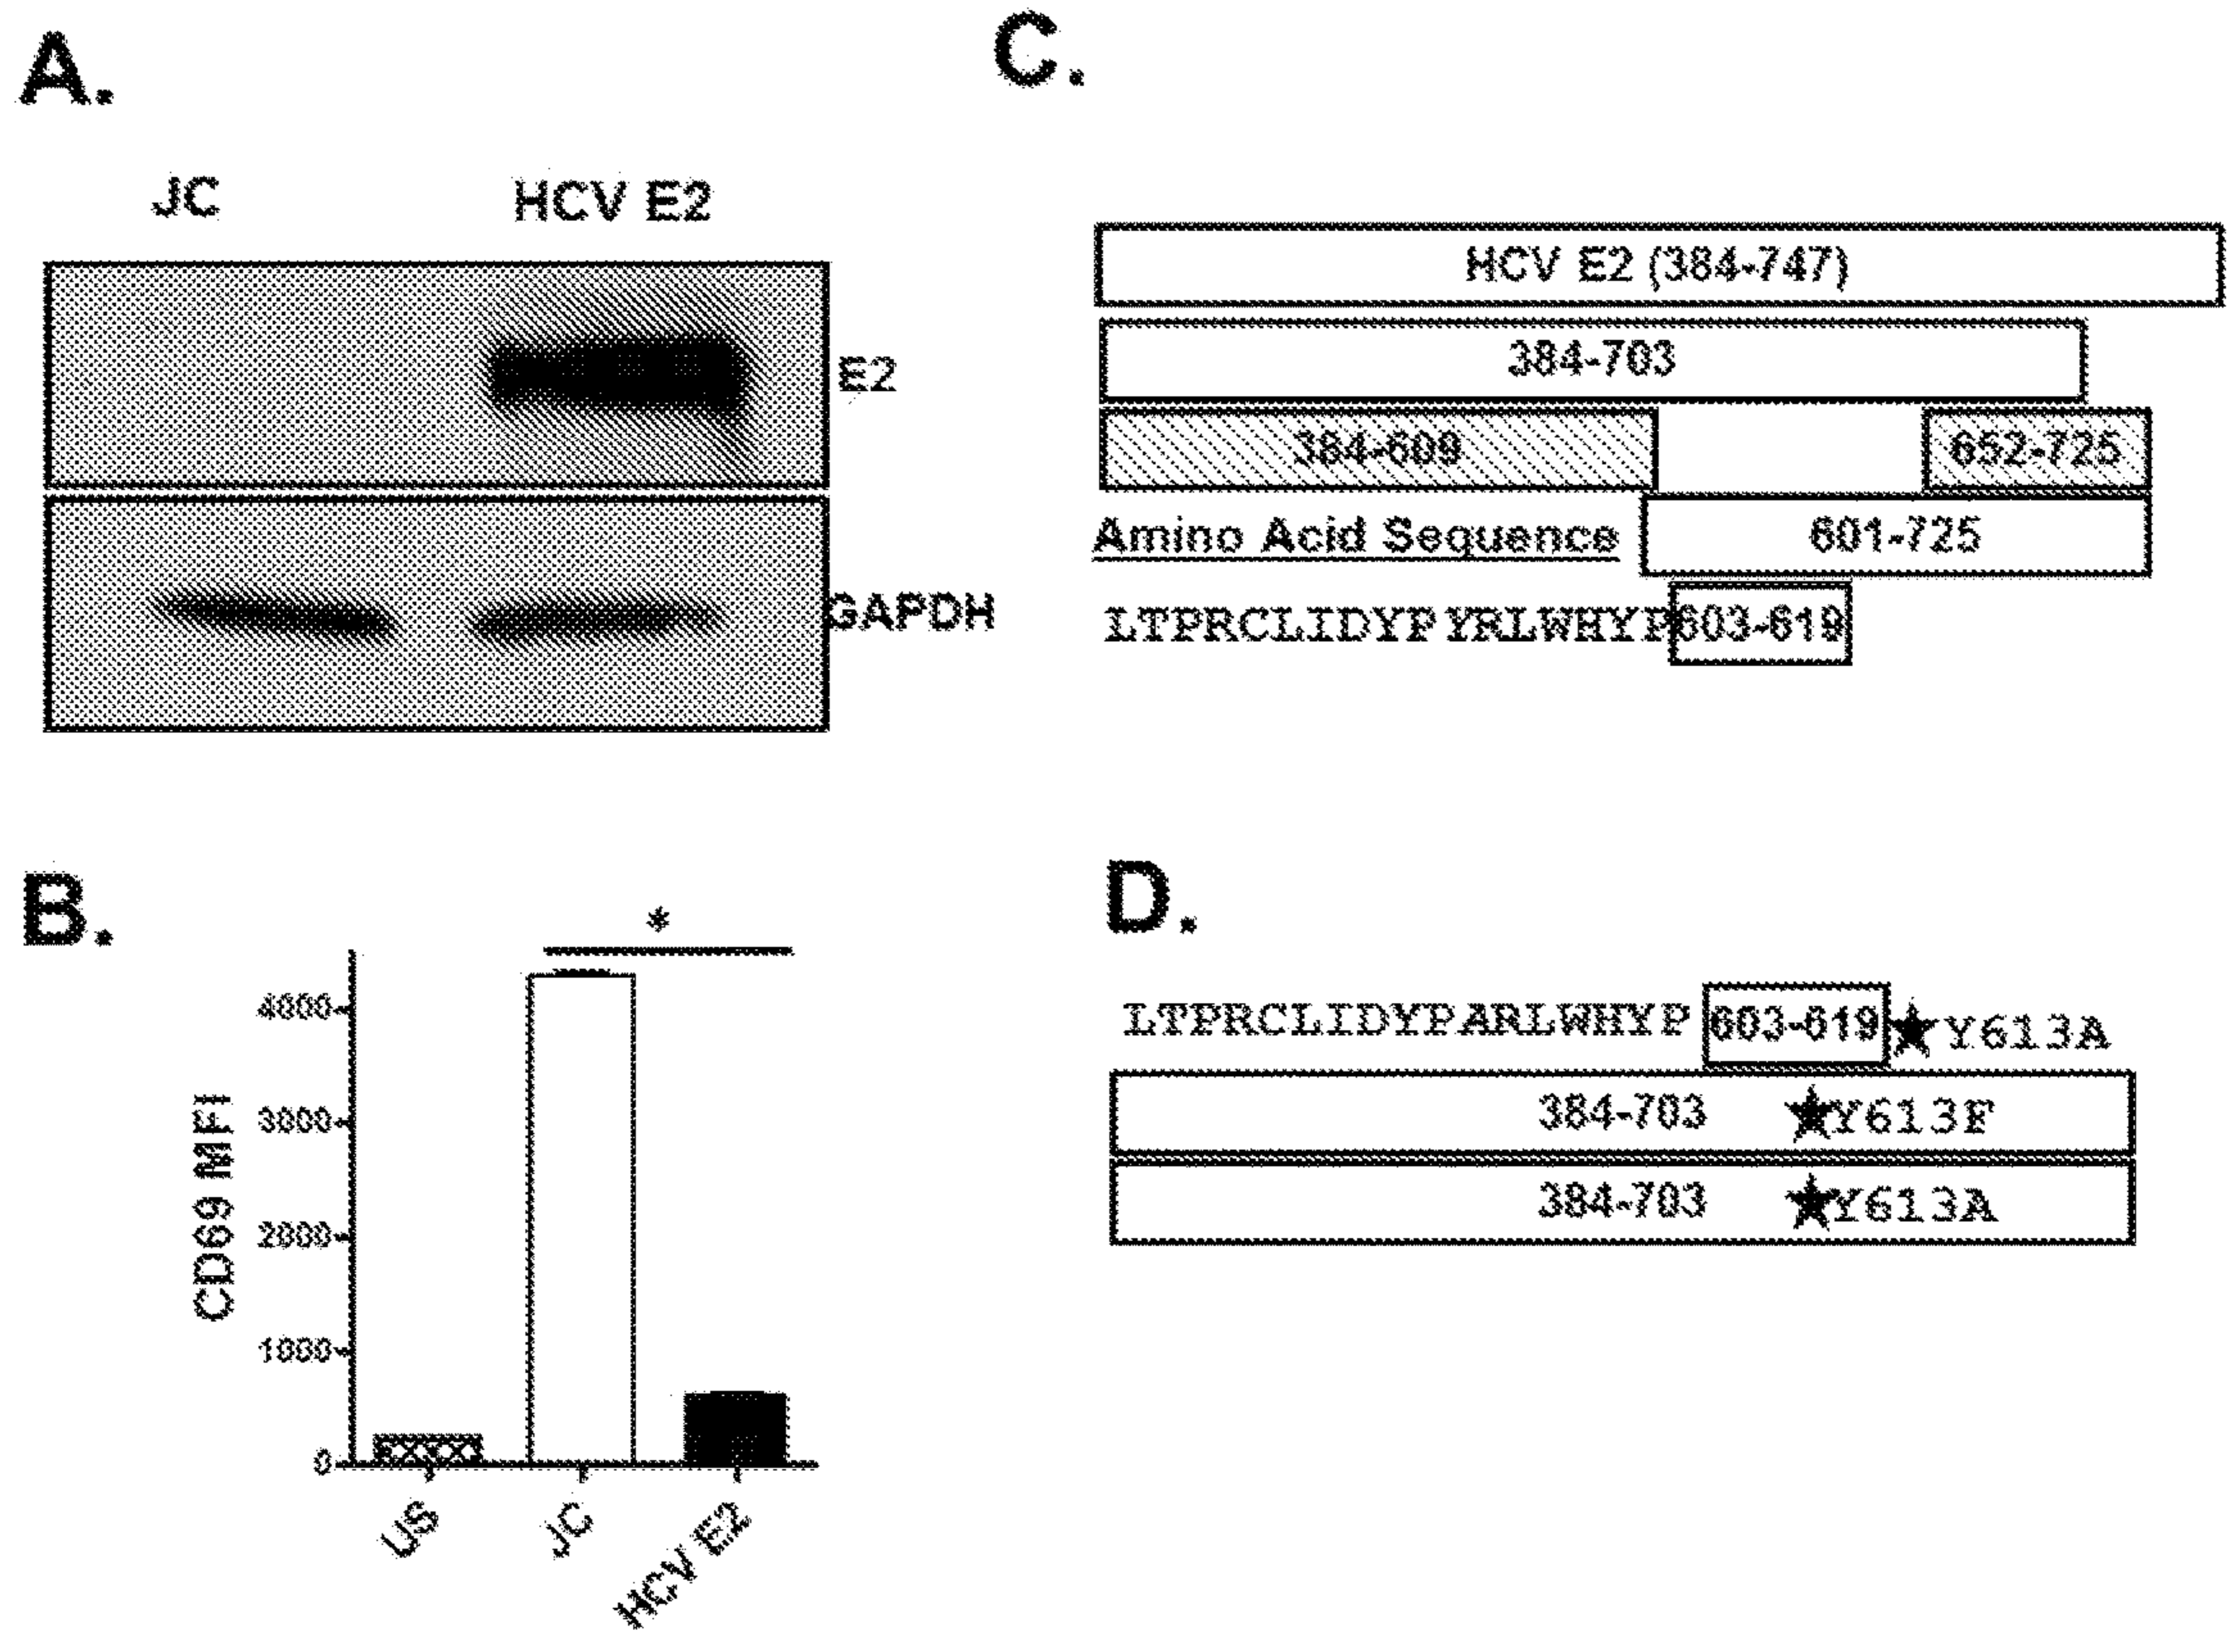 A.
JC HCV E2
E2
GAPDH
B.
*
CD69 MFI
4000
3000
2000
1000
0
US
JC
HCV E2
C.
HCV E2 (384-747)
384-703
384-609 652-725
Amino Acid Sequence 601-725
LTPRCLIDYPYRLWHYP 603-619
D.
LTPRCLIDYPARLWHYP 603-619 ★Y613A
384-703 ★Y613F
384-703 ★Y613A